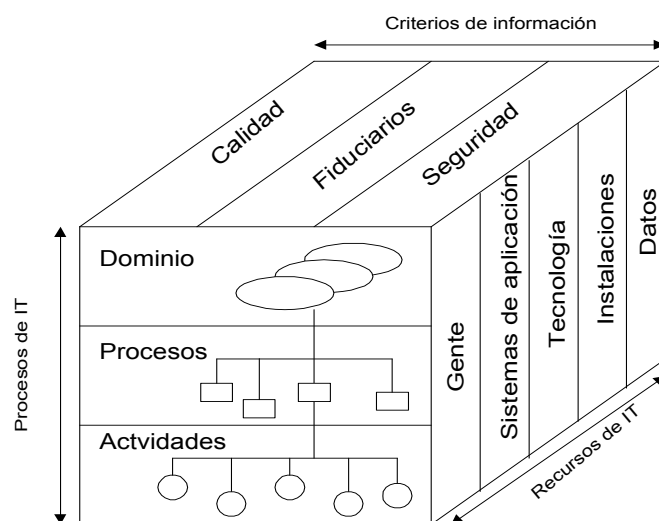 Criterios de información
Calidad
Fiduciarios
Seguridad
Procesos de IT
Dominio
Procesos
Actvidades
Gente
Sistemas de aplicación
Tecnología
Instalaciones
Datos
Recursos de IT